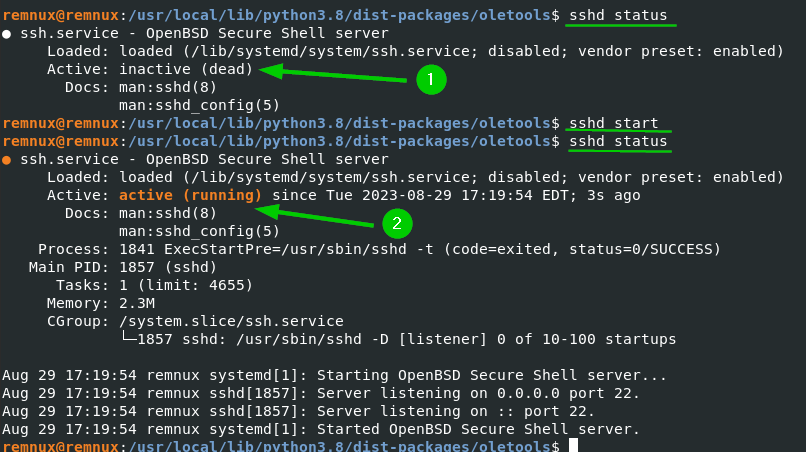 remnux@remnux:/usr/local/lib/python3.8/dist-packages/oletools$ sshd status
● ssh.service - OpenBSD Secure Shell server
     Loaded: loaded (/lib/systemd/system/ssh.service; disabled; vendor preset: enabled)
     Active: inactive (dead)
1
       Docs: man:sshd(8)
             man:sshd_config(5)
remnux@remnux:/usr/local/lib/python3.8/dist-packages/oletools$ sshd start
remnux@remnux:/usr/local/lib/python3.8/dist-packages/oletools$ sshd status
● ssh.service - OpenBSD Secure Shell server
     Loaded: loaded (/lib/systemd/system/ssh.service; disabled; vendor preset: enabled)
     Active: active (running) since Tue 2023-08-29 17:19:54 EDT; 3s ago
       Docs: man:sshd(8)
2
             man:sshd_config(5)
    Process: 1841 ExecStartPre=/usr/sbin/sshd -t (code=exited, status=0/SUCCESS)
   Main PID: 1857 (sshd)
      Tasks: 1 (limit: 4655)
     Memory: 2.3M
     CGroup: /system.slice/ssh.service
             └─1857 sshd: /usr/sbin/sshd -D [listener] 0 of 10-100 startups
Aug 29 17:19:54 remnux systemd[1]: Starting OpenBSD Secure Shell server...
Aug 29 17:19:54 remnux sshd[1857]: Server listening on 0.0.0.0 port 22.
Aug 29 17:19:54 remnux sshd[1857]: Server listening on :: port 22.
Aug 29 17:19:54 remnux systemd[1]: Started OpenBSD Secure Shell server.
remnux@remnux:/usr/local/lib/python3.8/dist-packages/oletools$